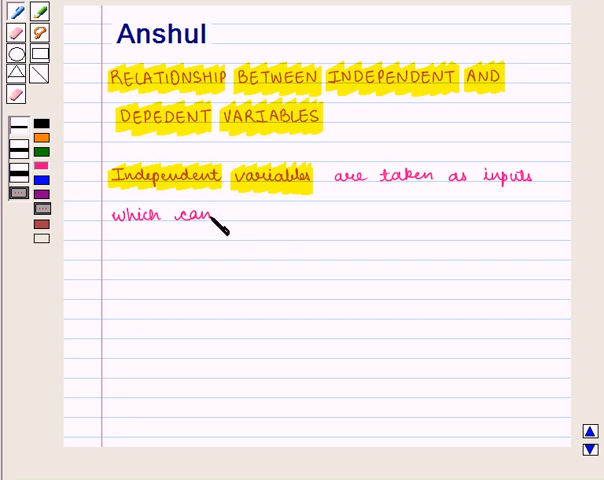 Anshul
RELATIONSHIP BETWEEN INDEPENDENT AND
DEPEDENT VARIABLES
Independent variables are taken as inputs
which can